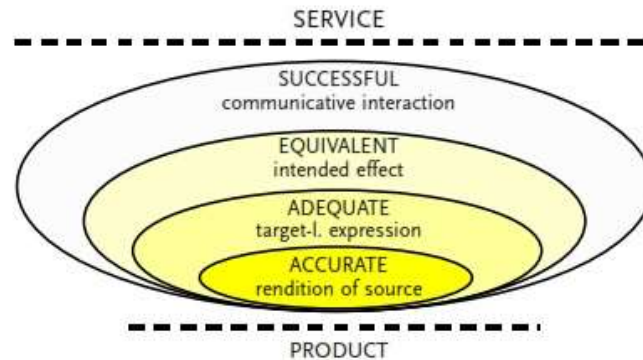 SERVICE
SUCCESSFUL
communicative interaction
EQUIVALENT
intended effect
ADEQUATE
target-l. expression
ACCURATE
rendition of source
PRODUCT